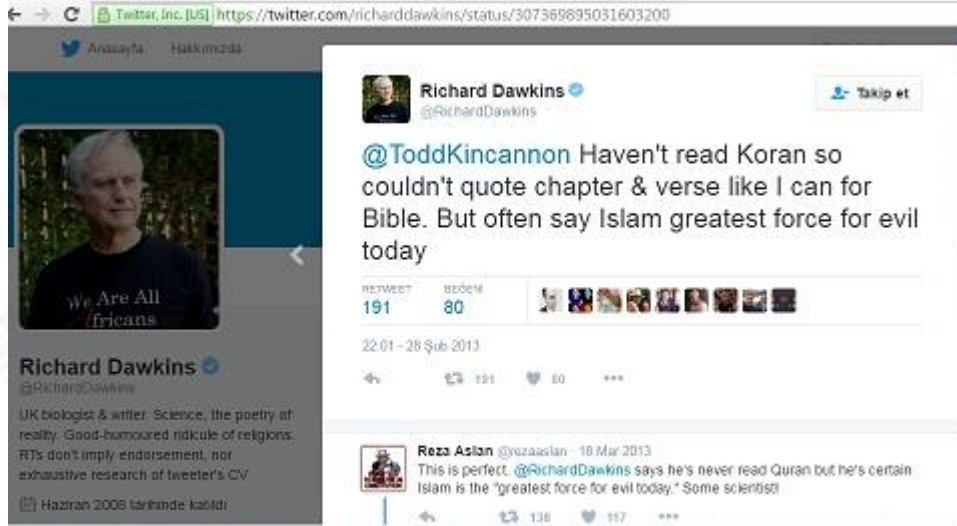 Twitter, Inc. [US] https://twitter.com/richarddawkins/status/307369895031603200
Anasayfa Hakkımızda
Richard Dawkins
@RichardDawkins
Takip et
@ToddKincannon Haven't read Koran so
couldn't quote chapter & verse like I can for
Bible. But often say Islam greatest force for evil
today
RETWEET BEĞENİ
191 80
22:01 - 28 Şub 2013
191 80
We Are All
Africans
Richard Dawkins
@RichardDawkins
UK biologist & writer. Science, the poetry of
reality. Good-humoured ridicule of religions.
RTs don't imply endorsement, nor
exhaustive research of tweeter's CV
Haziran 2008 tarihinde katıldı
Reza Aslan @rezaaslan · 18 Mar 2013
This is perfect. @RichardDawkins says he's never read Quran but he's certain
Islam is the "greatest force for evil today." Some scientist!
138 117